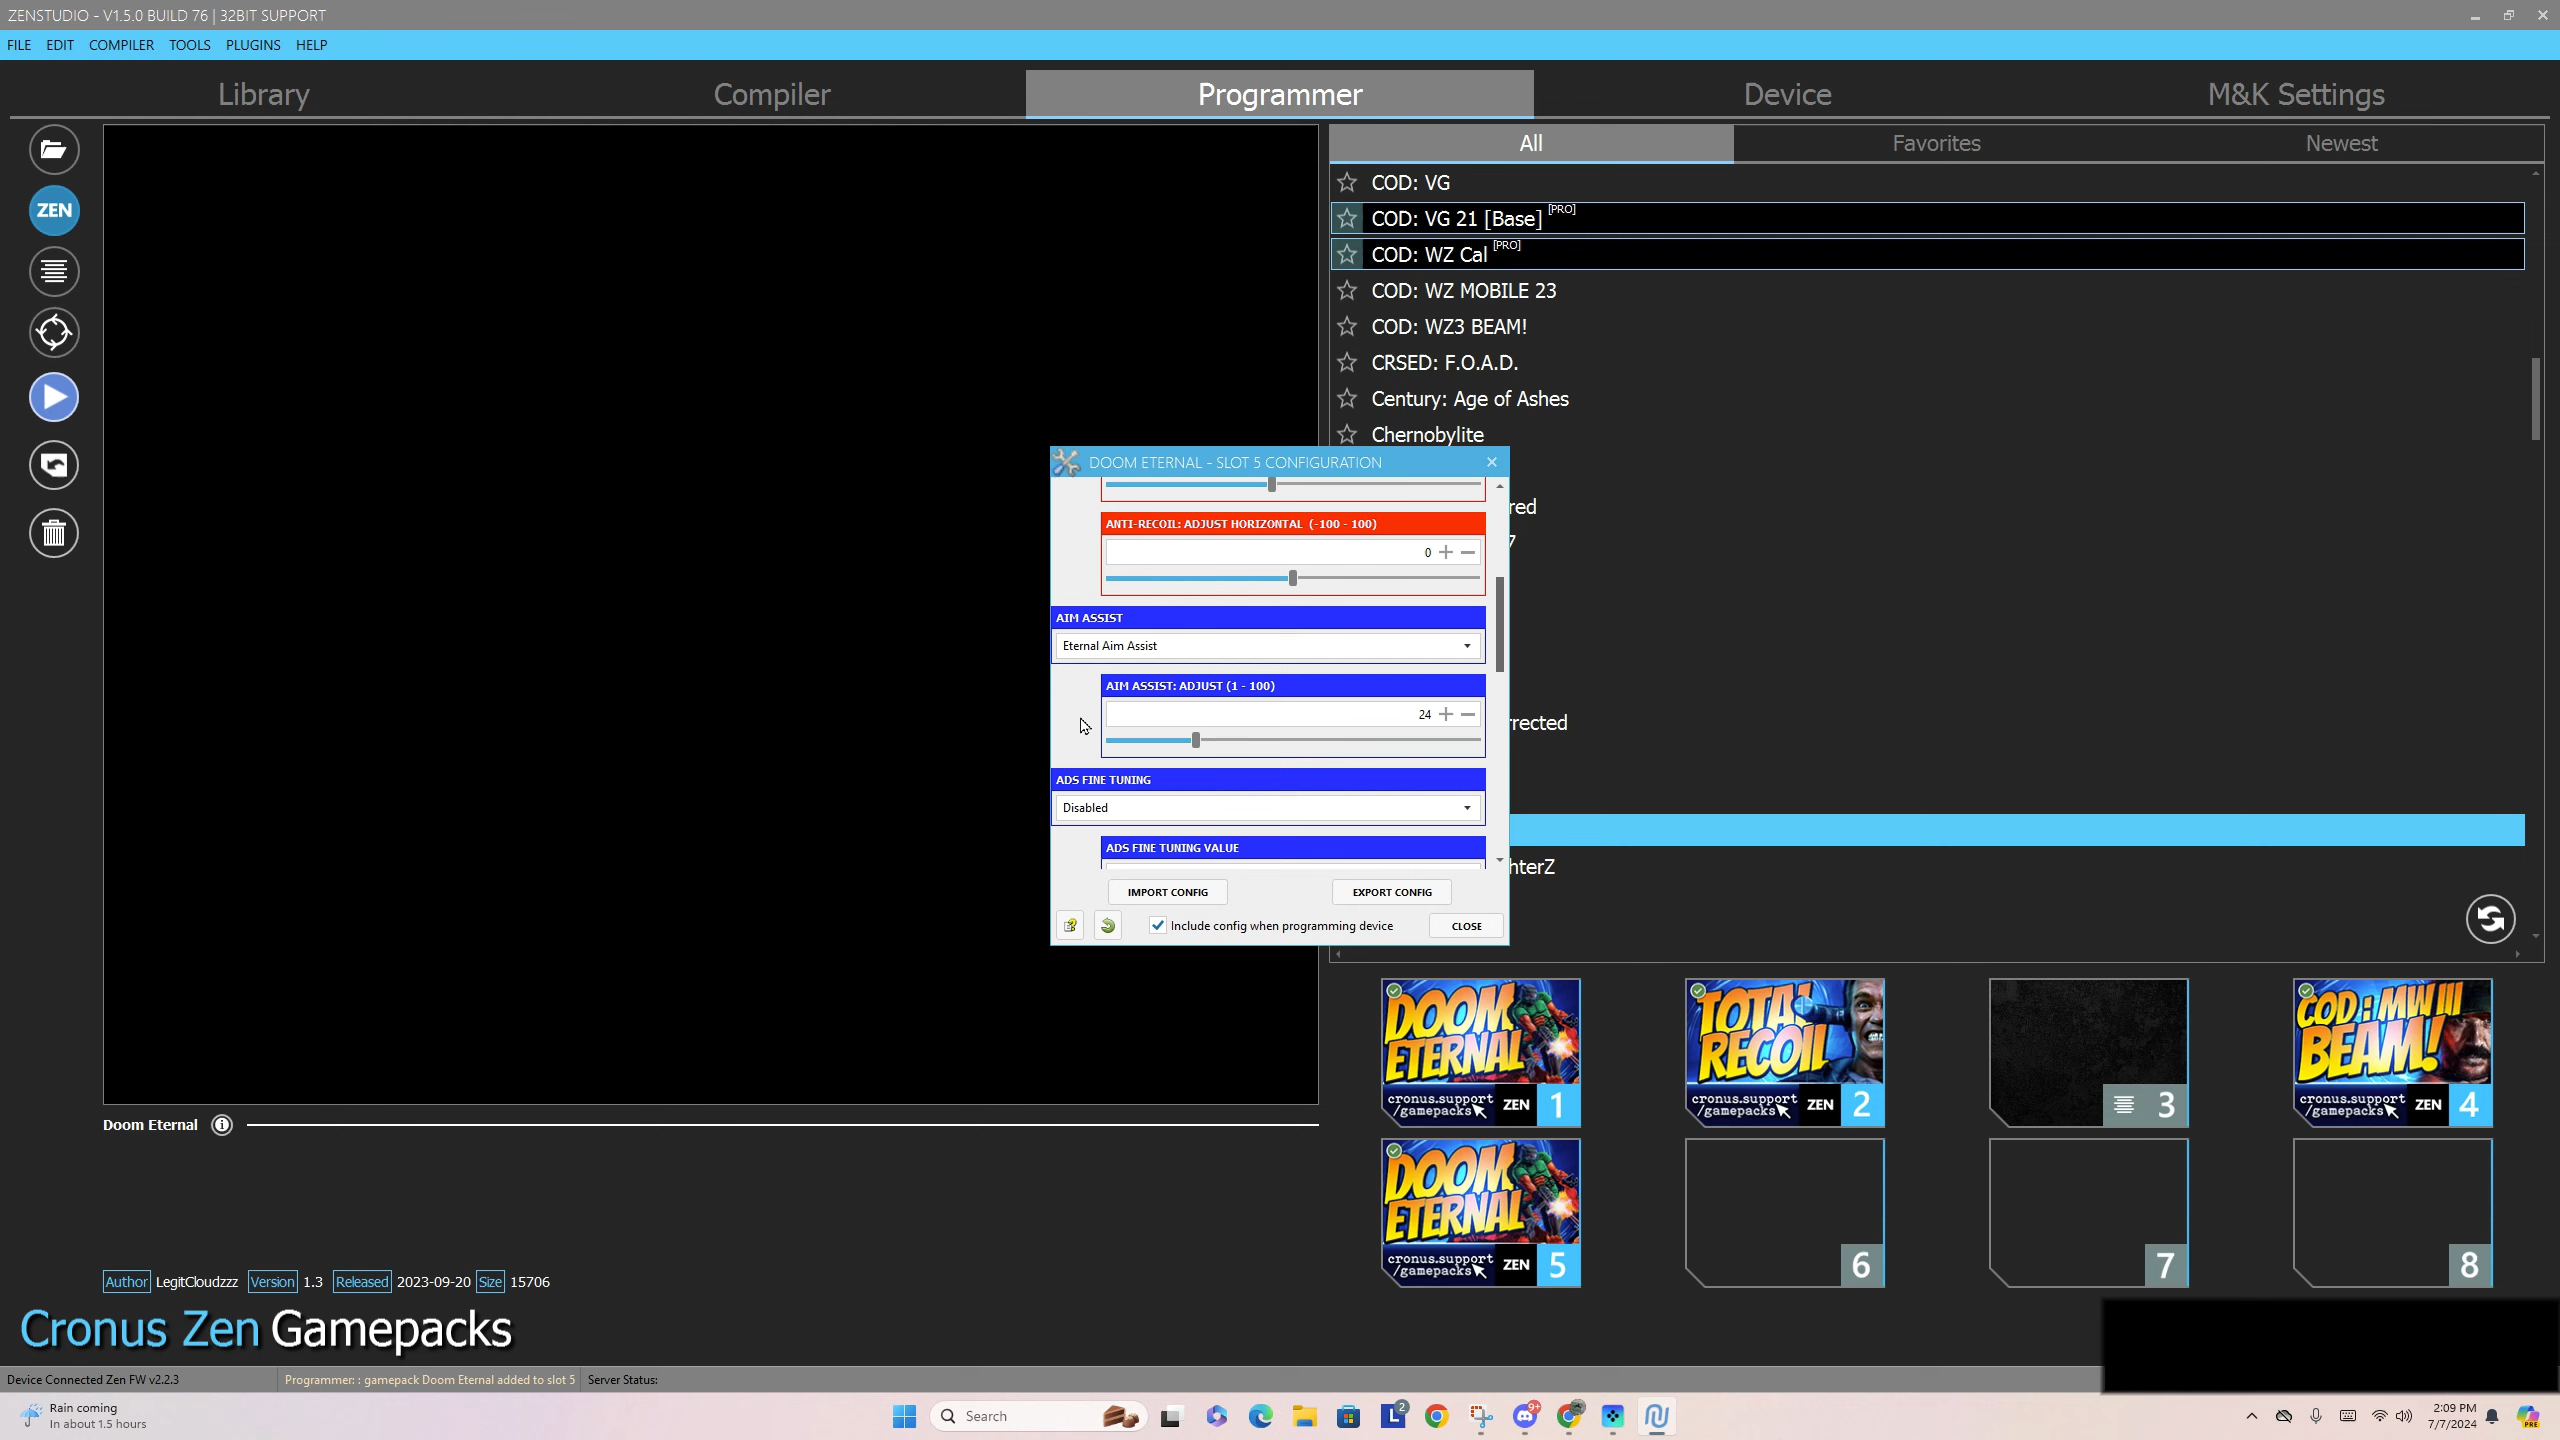 ZENSTUDIO - V1.5.0 BUILD 76 | 32BIT SUPPORT
FILE EDIT COMPILER TOOLS PLUGINS HELP
Library Compiler Programmer Device M&K Settings
ZEN
All Favorites Newest
COD: VG
COD: VG 21 [Base] [PRO]
COD: WZ Cal [PRO]
COD: WZ MOBILE 23
COD: WZ3 BEAM!
CRSED: F.O.A.D.
Century: Age of Ashes
Chernobylite
red
7
rected
hterZ
DOOM ETERNAL - SLOT 5 CONFIGURATION
ANTI-RECOIL: ADJUST HORIZONTAL (-100 - 100)
0
AIM ASSIST
Eternal Aim Assist
AIM ASSIST: ADJUST (1 - 100)
24
ADS FINE TUNING
Disabled
ADS FINE TUNING VALUE
IMPORT CONFIG EXPORT CONFIG
Include config when programming device CLOSE
DOOM ETERNAL
cronus.support/gamepacks ZEN 1
TOTAL RECOIL
cronus.support/gamepacks ZEN 2
3
COD: MW III BEAM!
cronus.support/gamepacks ZEN 4
DOOM ETERNAL
cronus.support/gamepacks ZEN 5
6
7
8
Doom Eternal
Author LegitCloudzzz Version 1.3 Released 2023-09-20 Size 15706
Cronus Zen Gamepacks
Device Connected Zen FW v2.2.3 Programmer: : gamepack Doom Eternal added to slot 5 Server Status:
Rain coming
In about 1.5 hours
Search
L 2
9+
2:09 PM
7/7/2024
PRE